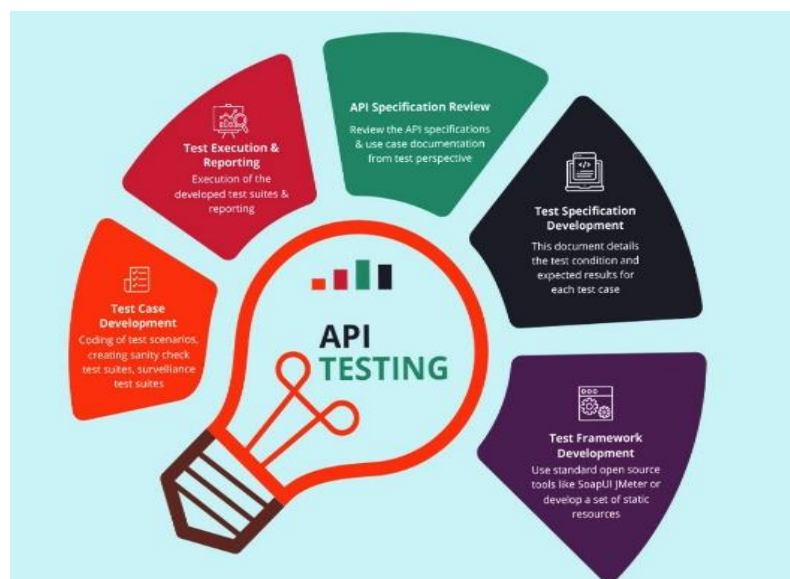 API Specification Review
Review the API specifications
& use case documentation
from test perspective
Test Execution &
Reporting
Execution of the
developed test suites &
reporting
Test Specification
Development
This document details
the test condition and
expected results for
each test case
Test Case
Development
Coding of test scenarios,
creating sanity check
test suites, surveillance
test suites
API
TESTING
Test Framework
Development
Use standard open source
tools like SoapUI JMeter or
develop a set of static
resources